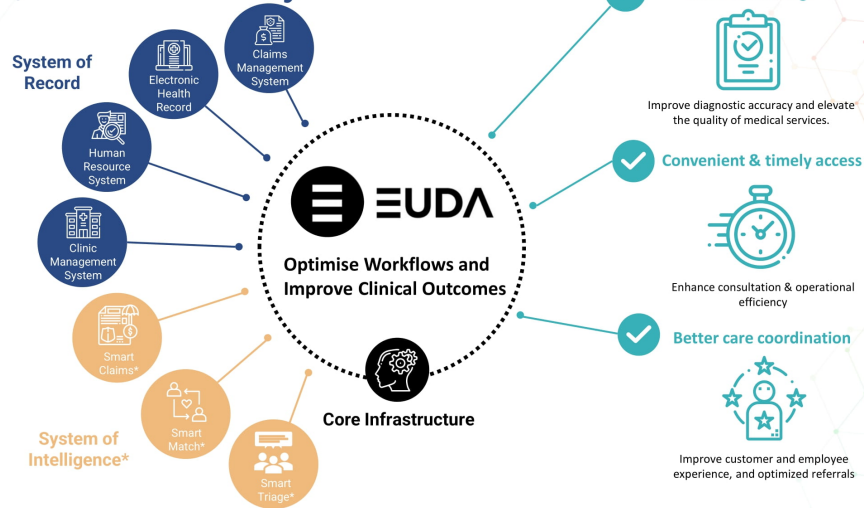 System of
Record
Claims
Management
System
Electronic
Health
Record
Human
Resource
System
Clinic
Management
System
Smart
Claims*
Smart
Match*
Smart
Triage*
System of
Intelligence*
EUDA
Optimise Workflows and
Improve Clinical Outcomes
Core Infrastructure
Improve diagnostic accuracy and elevate
the quality of medical services.
Convenient & timely access
Enhance consultation & operational
efficiency
Better care coordination
Improve customer and employee
experience, and optimized referrals